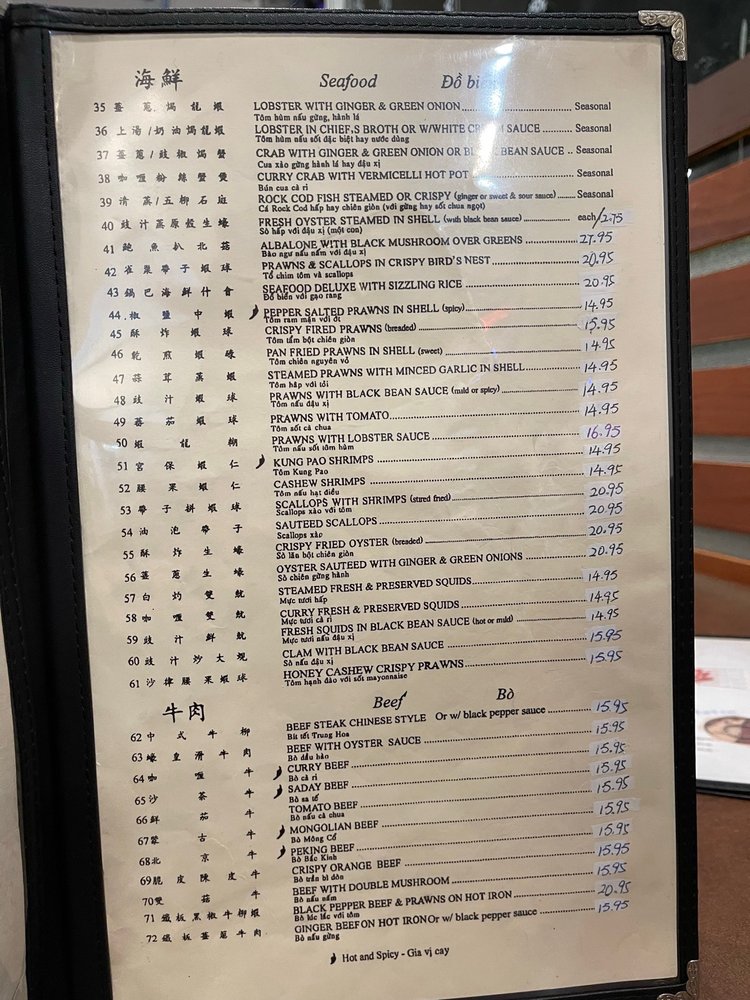 海鮮 Seafood Đồ bi
35 薑蔥焗龍蝦 LOBSTER WITH GINGER & GREEN ONION Seasonal
Tôm hùm nấu gừng, hành lá
36 上湯/奶油焗龍蝦 LOBSTER IN CHIEF,S BROTH OR W/WHITE CREAM SAUCE Seasonal
Tôm hùm nấu sốt đặc biệt hay nước dùng
37 薑蔥/豉椒焗蟹 CRAB WITH GINGER & GREEN ONION OR BLACK BEAN SAUCE Seasonal
Cua xào gừng hành lá hay đậu xị
38 咖喱粉絲蟹煲 CURRY CRAB WITH VERMICELLI HOT POT Seasonal
Bún cua cà ri
39 清蒸/五柳石斑 ROCK COD FISH STEAMED OR CRISPY (ginger or sweet & sour sauce) Seasonal
Cá Rock Cod hấp hay chiên giòn (với gừng hay sốt chua ngọt)
40 豉汁蒸原殼生蠔 FRESH OYSTER STEAMED IN SHELL (with black bean sauce) each/2.75
Sò hấp với đậu xị (một con)
41 鮑魚扒北菇 ALBALONE WITH BLACK MUSHROOM OVER GREENS 27.95
Bào ngư nấu nấm với đậu xị
42 雀巢帶子蝦球 PRAWNS & SCALLOPS IN CRISPY BIRD'S NEST 20.95
Tổ chim tôm và scallops
43 鍋巴海鮮什會 SEAFOOD DELUXE WITH SIZZLING RICE 20.95
Đồ biển với gạo rang
44 椒鹽中蝦 PEPPER SALTED PRAWNS IN SHELL (spicy) 14.95
Tôm ram mặn với ớt
45 酥炸蝦球 CRISPY FIRED PRAWNS (breaded) 15.95
Tôm tẩm bột chiên giòn
46 乾煎蝦碌 PAN FRIED PRAWNS IN SHELL (sweet) 14.95
Tôm chiên nguyên vỏ
47 蒜茸蒸蝦 STEAMED PRAWNS WITH MINCED GARLIC IN SHELL 14.95
Tôm hấp với tỏi
48 豉汁蝦球 PRAWNS WITH BLACK BEAN SAUCE (mild or spicy) 14.95
Tôm nấu đậu xị
49 蕃茄蝦球 PRAWNS WITH TOMATO 14.95
Tôm sốt cà chua
50 蝦龍糊 PRAWNS WITH LOBSTER SAUCE 16.95
Tôm nấu sốt tôm hùm
51 宮保蝦仁 KUNG PAO SHRIMPS 14.95
Tôm Kung Pao
52 腰果蝦仁 CASHEW SHRIMPS 14.95
Tôm nấu hạt điều
53 帶子拼蝦球 SCALLOPS WITH SHRIMPS (stired fried) 20.95
Scallops xào với tôm
54 油泡帶子 SAUTEED SCALLOPS 20.95
Scallops xào
55 酥炸生蠔 CRISPY FRIED OYSTER (breaded) 20.95
Sò lăn bột chiên giòn
56 薑蔥生蠔 OYSTER SAUTEED WITH GINGER & GREEN ONIONS 20.95
Sò chiên gừng hành
57 白灼雙魷 STEAMED FRESH & PRESERVED SQUIDS 14.95
Mực tươi hấp
58 咖喱雙魷 CURRY FRESH & PRESERVED SQUIDS 14.95
Mực tươi cà ri
59 豉汁鮮魷 FRESH SQUIDS IN BLACK BEAN SAUCE (hot or mild) 14.95
Mực tươi nấu đậu xị
60 豉汁沙大蜆 CLAM WITH BLACK BEAN SAUCE 15.95
Sò nấu đậu xị
61 沙律腰果蝦球 HONEY CASHEW CRISPY PRAWNS 15.95
Tôm hạnh đào với sốt mayonnaise
牛肉 Beef Bò
62 中式牛柳 BEEF STEAK CHINESE STYLE Or w/ black pepper sauce 15.95
Bít tết Trung Hoa
63 蠔皇滑牛肉 BEEF WITH OYSTER SAUCE 15.95
Bò dầu hào
64 咖喱牛 CURRY BEEF 15.95
Bò cà ri
65 沙茶牛 SADAY BEEF 15.95
Bò sa tế
66 鮮茄牛 TOMATO BEEF 15.95
Bò nấu cà chua
67 蒙古牛 MONGOLIAN BEEF 15.95
Bò Mông Cổ
68 北京牛 PEKING BEEF 15.95
Bò Bắc Kinh
69 脆皮陳皮牛 CRISPY ORANGE BEEF 15.95
Bò trần bì dòn
70 雙菇牛 BEEF WITH DOUBLE MUSHROOM 15.95
Bò nấu nấm
71 鐵板黑椒牛柳蝦 BLACK PEPPER BEEF & PRAWNS ON HOT IRON 20.95
Bò lúc lắc với tôm
72 鐵板薑蔥牛肉 GINGER BEEF ON HOT IRON Or w/ black pepper sauce 15.95
Bò nấu gừng
Hot and Spicy - Gia vị cay